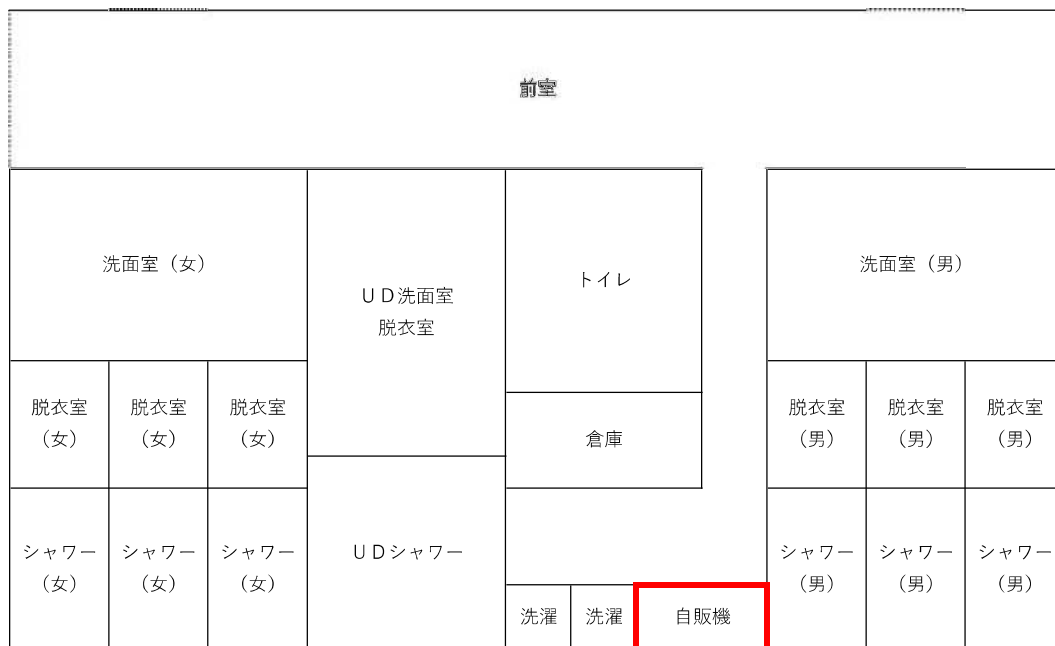 前室
洗面室（女）
ＵＤ洗面室
脱衣室
トイレ
洗面室（男）
脱衣室
（女）
脱衣室
（女）
脱衣室
（女）
倉庫
脱衣室
（男）
脱衣室
（男）
脱衣室
（男）
シャワー
（女）
シャワー
（女）
シャワー
（女）
ＵＤシャワー
シャワー
（男）
シャワー
（男）
シャワー
（男）
洗濯
洗濯
自販機